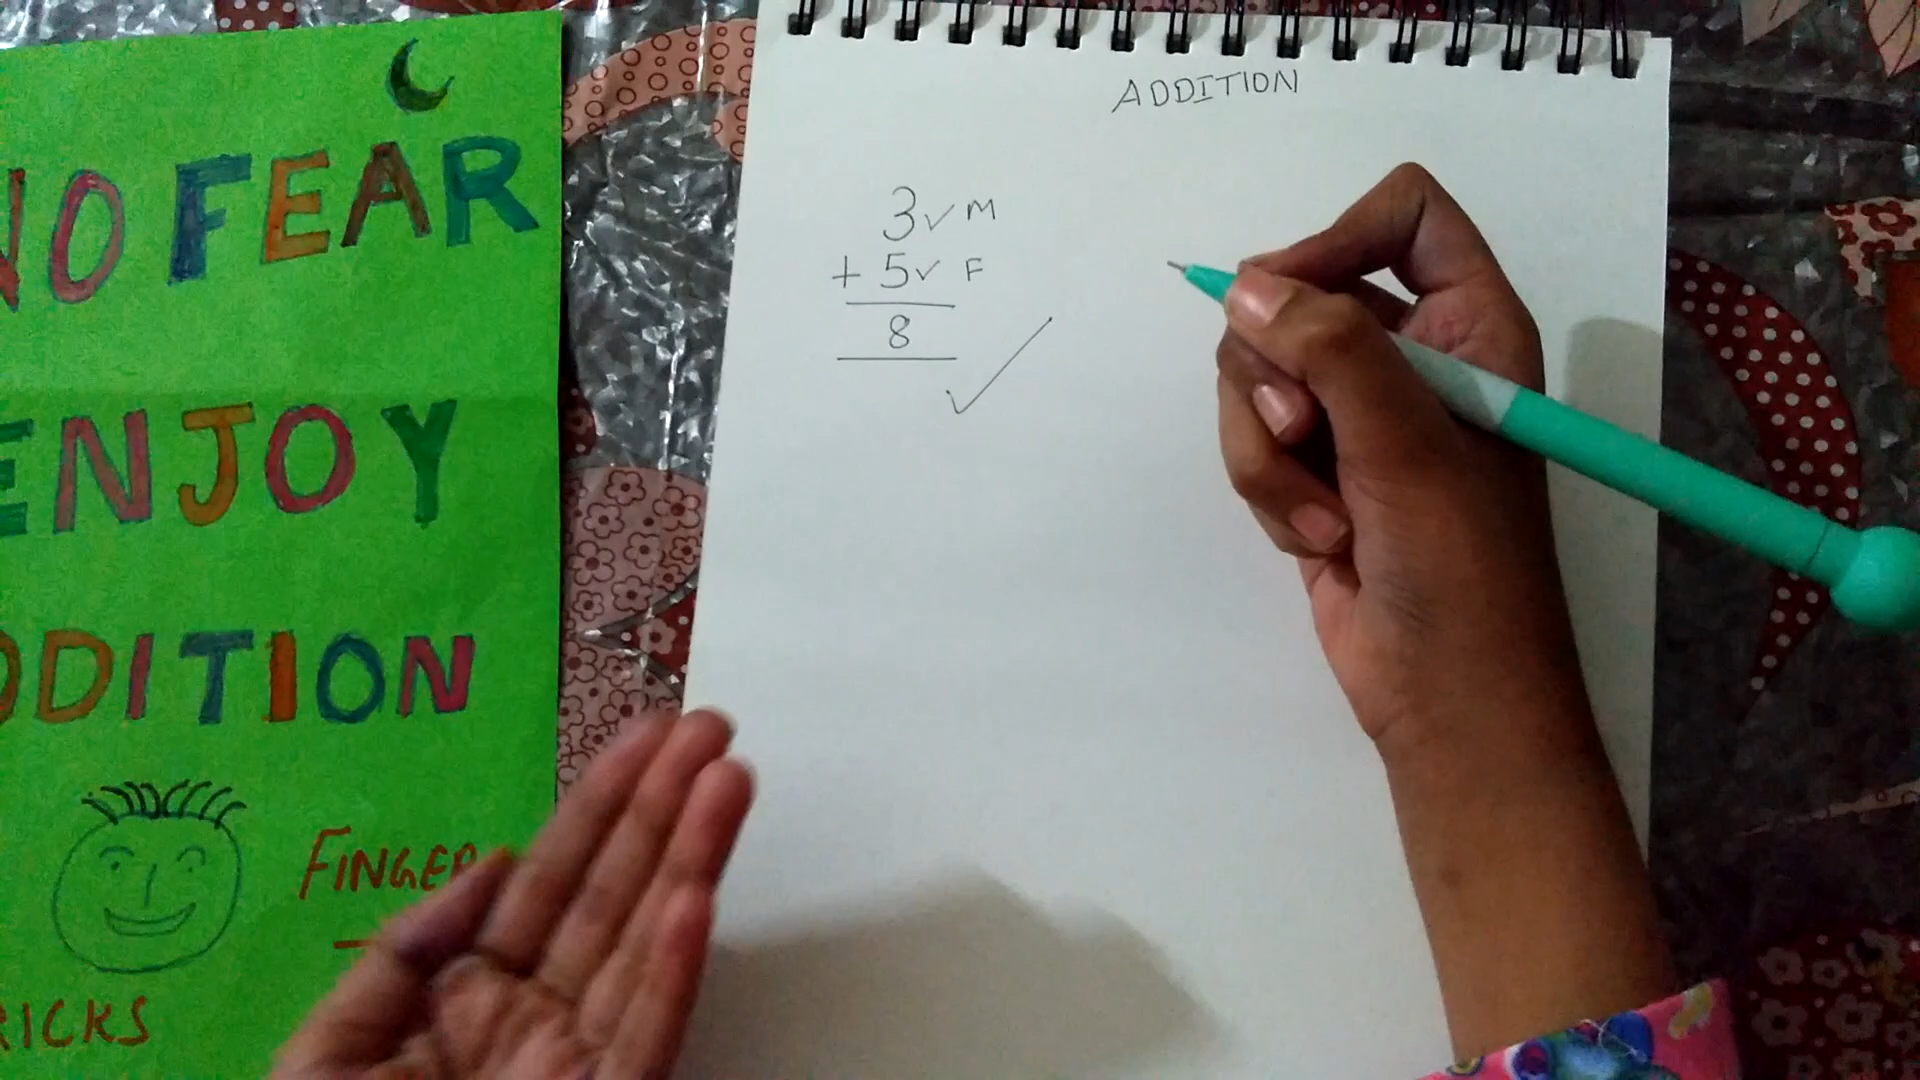 NO FEAR
ENJOY
DDITION
FINGER
RICKS
ADDITION
3✓ M
+ 5✓ F
8
✓